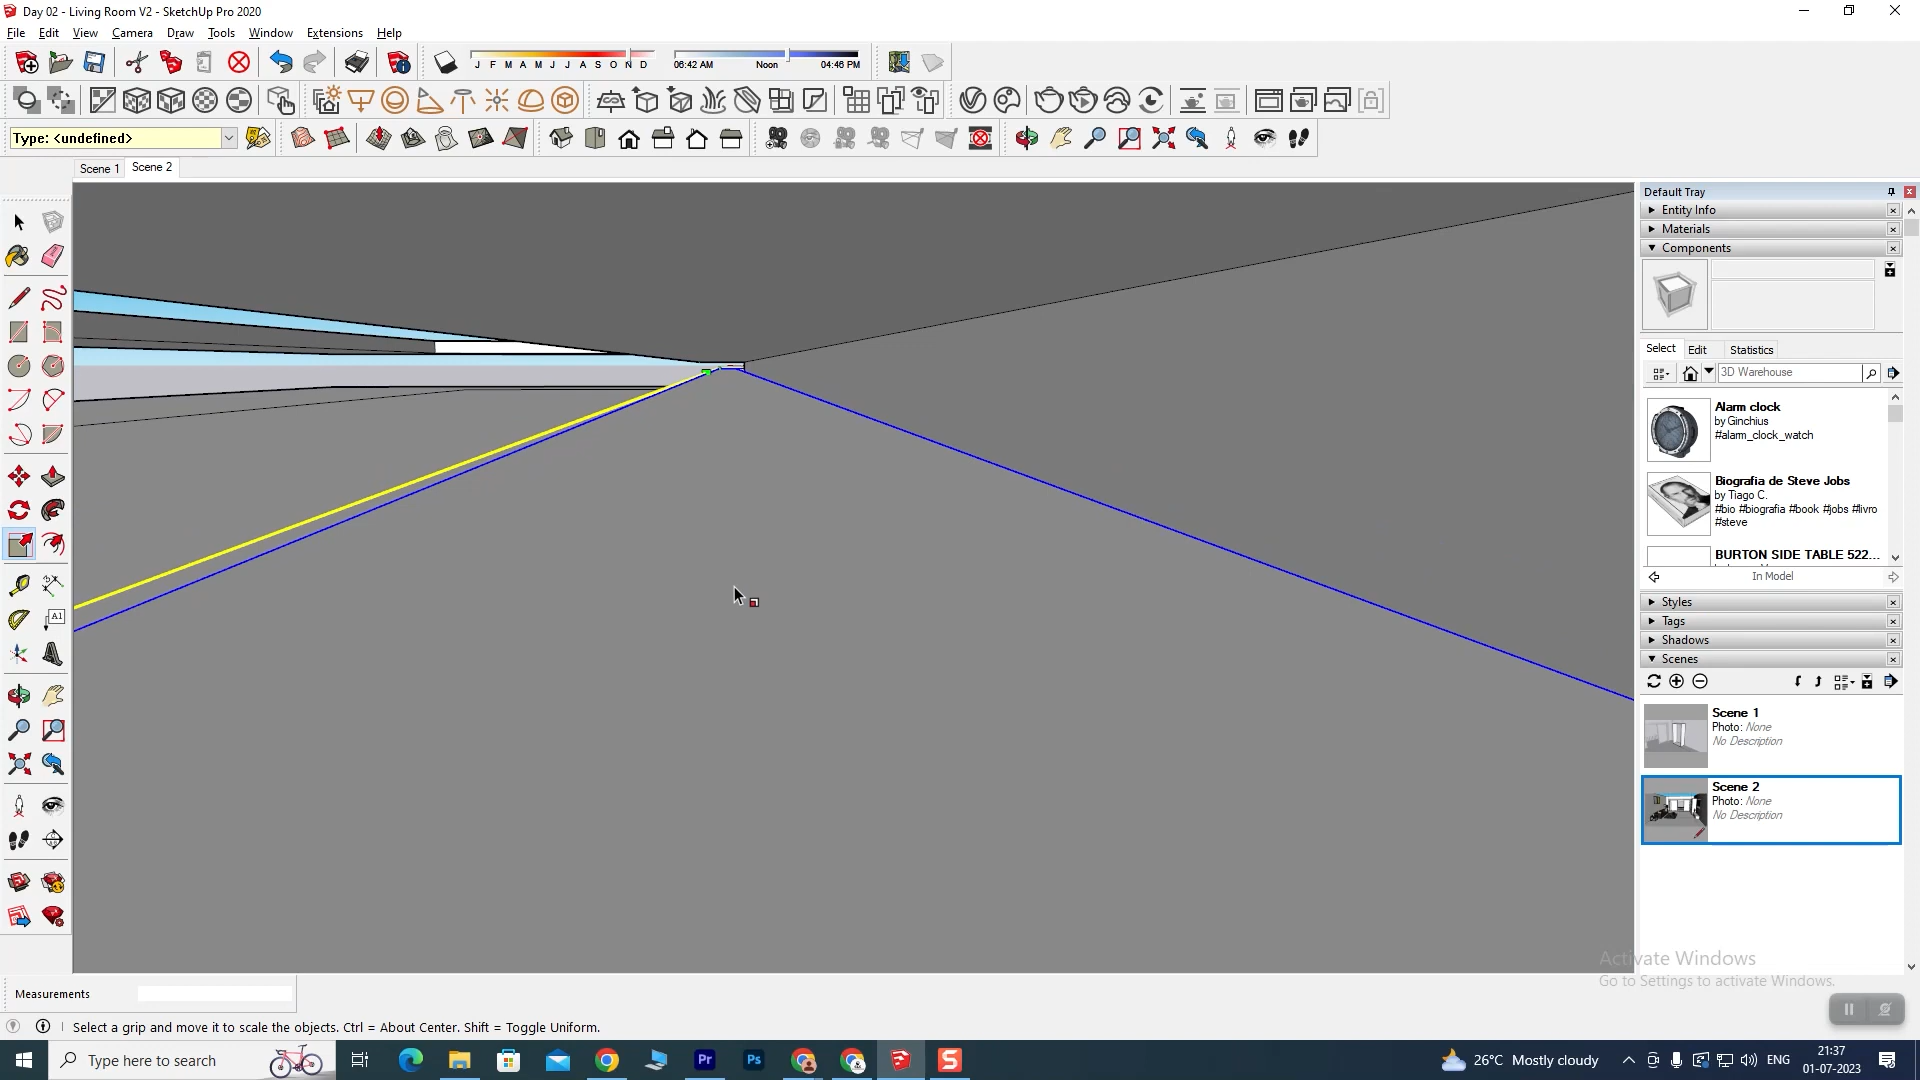 Day 02 - Living Room V2 - SketchUp Pro 2020
File Edit View Camera Draw Tools Window Extensions Help
J F M A M J J A S O N D 06:42 AM Noon 04:46 PM
Type: <undefined>
Scene 1 Scene 2
Default Tray
Entity Info
Materials
Components
Select Edit Statistics
3D Warehouse
Alarm clock
by Ginchius
#alarm_clock_watch
Biografia de Steve Jobs
by Tiago C.
#bio #biografia #book #jobs #livro
#steve
BURTON SIDE TABLE 522...
In Model
Styles
Tags
Shadows
Scenes
Scene 1
Photo: None
No Description
Scene 2
Photo: None
No Description
Activate Windows
Go to Settings to activate Windows.
Measurements
Select a grip and move it to scale the objects. Ctrl = About Center. Shift = Toggle Uniform.
Type here to search
26°C Mostly cloudy
ENG
21:37
01-07-2023